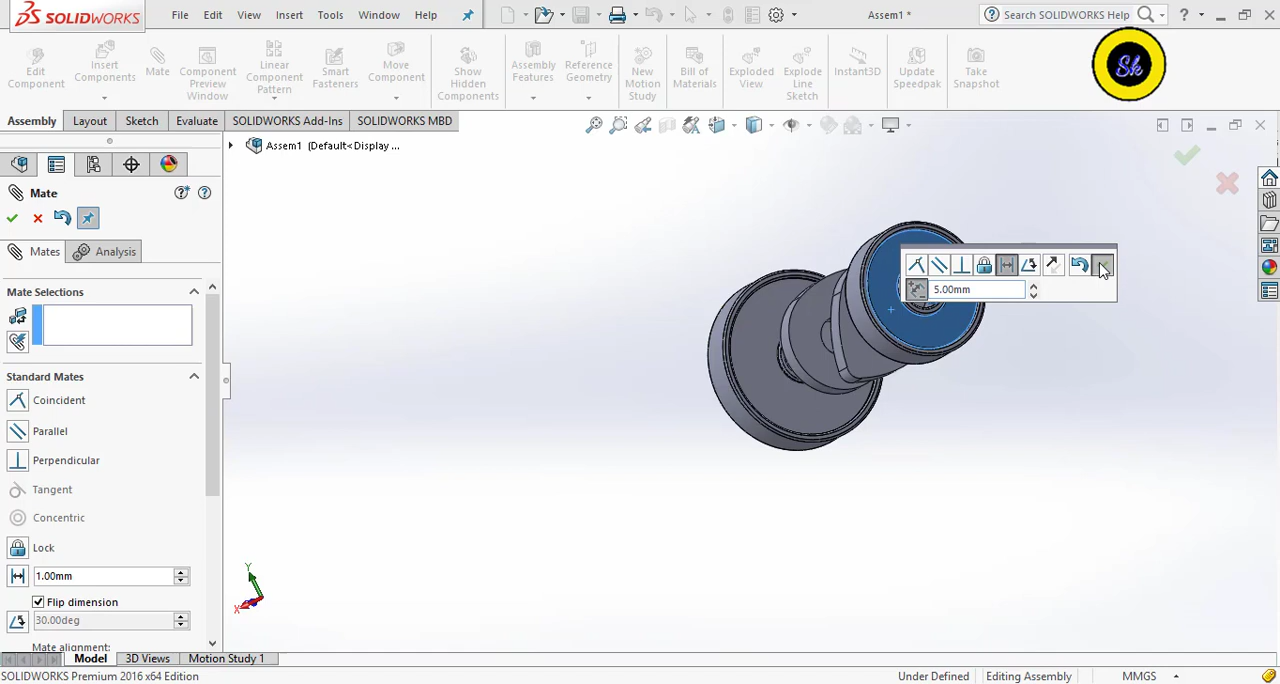 SOLIDWORKS File Edit View Insert Tools Window Help Assem1 * Search SOLIDWORKS Help ?
Edit Component Insert Components Mate Component Preview Window Linear Component Pattern Smart Fasteners Move Component Show Hidden Components Assembly Features Reference Geometry New Motion Study Bill of Materials Exploded View Explode Line Sketch Instant3D Update Speedpak Take Snapshot Sk
Assembly Layout Sketch Evaluate SOLIDWORKS Add-Ins SOLIDWORKS MBD
Assem1 (Default<Display ...
Mate
Mates Analysis
Mate Selections
5.00mm
Standard Mates
Coincident
Parallel
Perpendicular
Tangent
Concentric
Lock
1.00mm
Flip dimension
30.00deg
Mate alignment:
Y
X
Model 3D Views Motion Study 1
SOLIDWORKS Premium 2016 x64 Edition Under Defined Editing Assembly MMGS